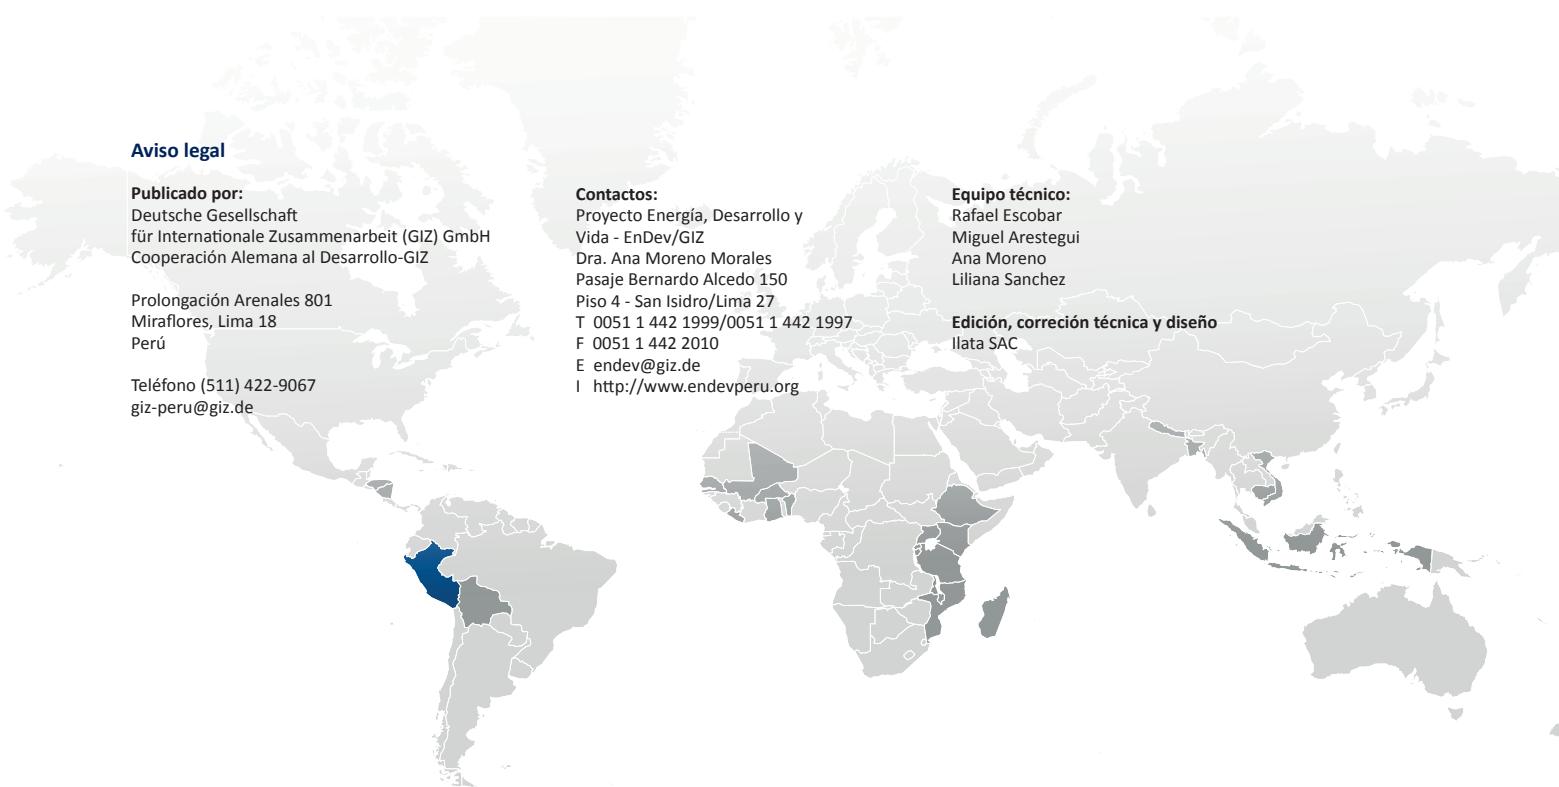 Aviso legal
Publicado por:
Deutsche Gesellschaft
für Internationale Zusammenarbeit (GIZ) GmbH
Cooperación Alemana al Desarrollo-GIZ
Prolongación Arenales 801
Miraflores, Lima 18
Perú
Teléfono (511) 422-9067
giz-peru@giz.de
Contactos:
Proyecto Energía, Desarrollo y
Vida - EnDev/GIZ
Dra. Ana Moreno Morales
Pasaje Bernardo Alcedo 150
Piso 4 - San Isidro/Lima 27
T 0051 1 442 1999/0051 1 442 1997
F 0051 1 442 2010
E endev@giz.de
I http://www.endevperu.org
Equipo técnico:
Rafael Escobar
Miguel Arestegui
Ana Moreno
Liliana Sanchez
Edición, correción técnica y diseño
Ilata SAC